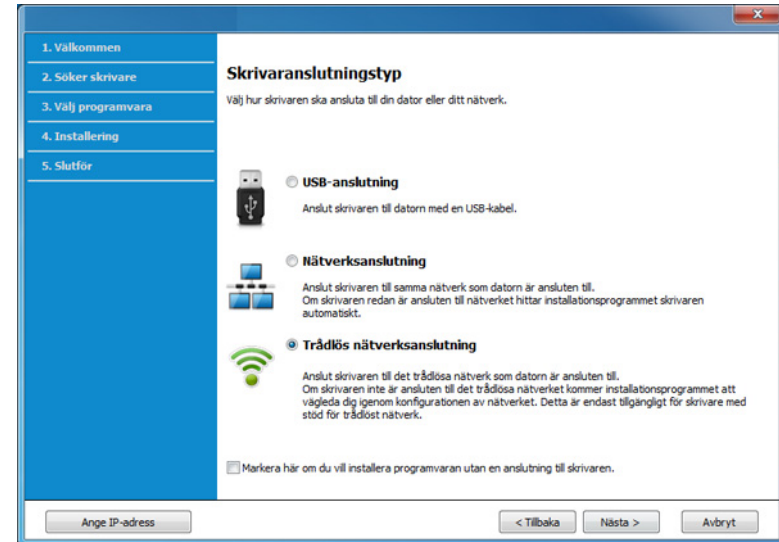 1. Välkommen
2. Söker skrivare
3. Välj programvara
4. Installering
5. Slutför
Skrivaranslutningstyp
Välj hur skrivaren ska ansluta till din dator eller ditt nätverk.
USB-anslutning
Anslut skrivaren till datorn med en USB-kabel.
Nätverksanslutning
Anslut skrivaren till samma nätverk som datorn är ansluten till.
Om skrivaren redan är ansluten till nätverket hittar installationsprogrammet skrivaren
automatiskt.
Trådlös nätverksanslutning
Anslut skrivaren till det trådlösa nätverk som datorn är ansluten till.
Om skrivaren inte är ansluten till det trådlösa nätverket kommer installationsprogrammet att
vägleda dig igenom konfigurationen av nätverket. Detta är endast tillgängligt för skrivare med
stöd för trådlöst nätverk.
Markera här om du vill installera programvaran utan en anslutning till skrivaren.
Ange IP-adress
< Tillbaka
Nästa >
Avbryt